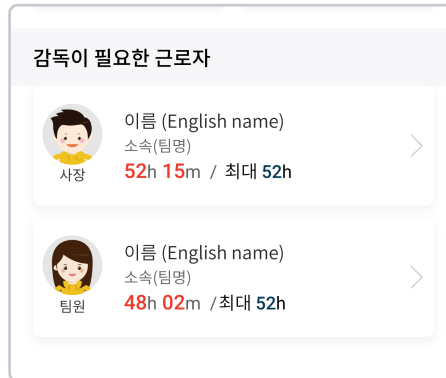 감독이 필요한 근로자
이름 (English name)
소속(팀명)
사장
52h 15m / 최대 52h
이름 (English name)
소속(팀명)
팀원
48h 02m /최대 52h